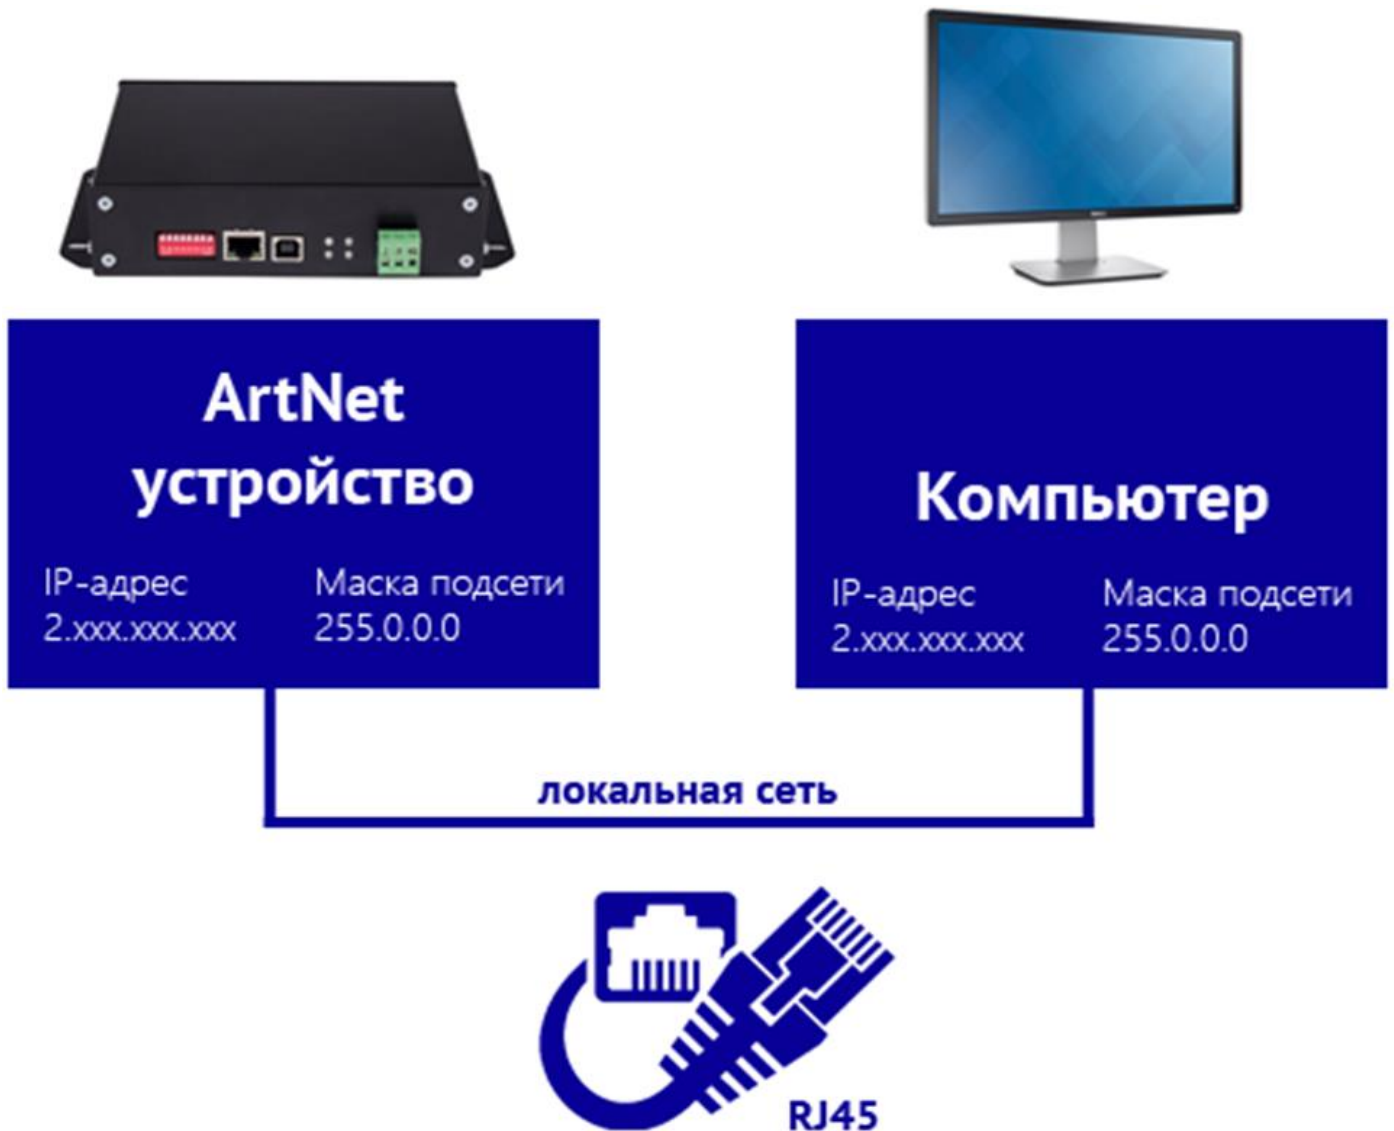 ArtNet
устройство
IP-адрес Маска подсети
2.xxx.xxx.xxx 255.0.0.0
Компьютер
IP-адрес Маска подсети
2.xxx.xxx.xxx 255.0.0.0
локальная сеть
RJ45